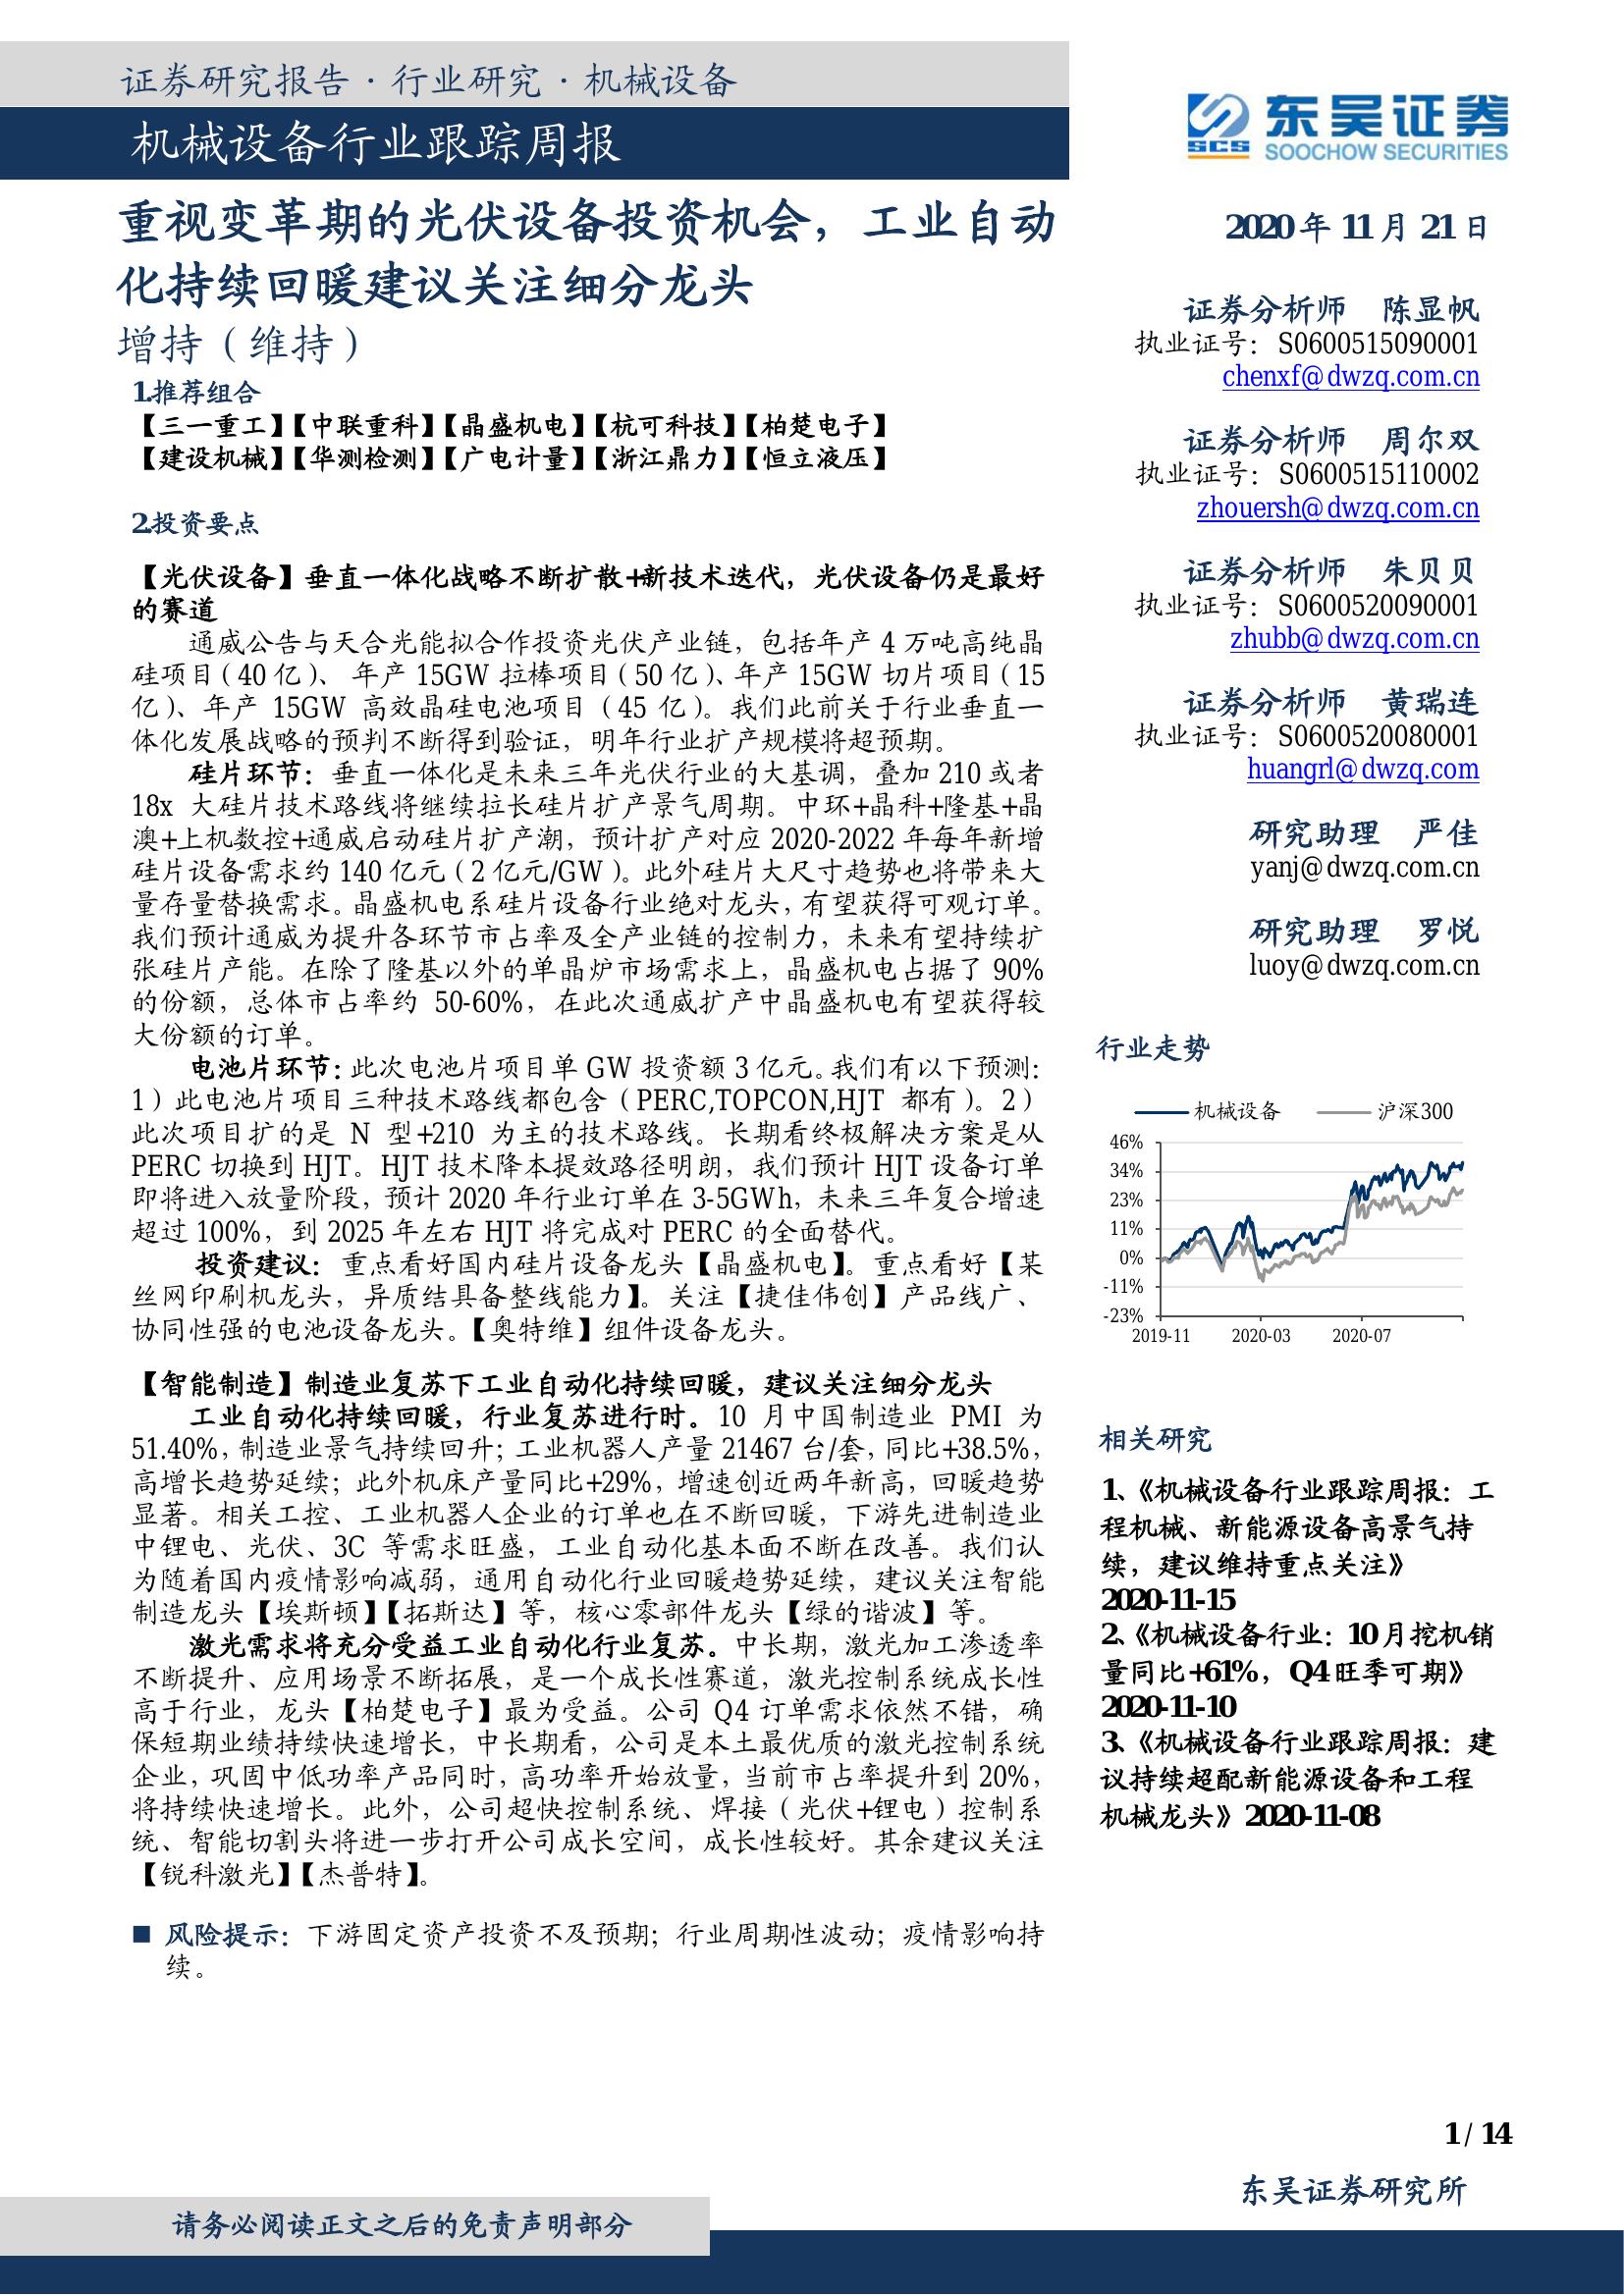 证券研究报告·行业研究·机械设备
机械设备行业跟踪周报
东吴证券
SCS
SOOCHOW SECURITIES
重视变革期的光伏设备投资机会，工业自动
化持续回暖建议关注细分龙头
增持（维持）
1.推荐组合
【三一重工】【中联重科】【晶盛机电】【杭可科技】【柏楚电子】
【建设机械】【华测检测】【广电计量】【浙江鼎力】【恒立液压】
2.投资要点
【光伏设备】垂直一体化战略不断扩散+新技术迭代，光伏设备仍是最好
的赛道
通威公告与天合光能拟合作投资光伏产业链，包括年产 4 万吨高纯晶
硅项目（40 亿）、 年产 15GW 拉棒项目（50 亿）、年产 15GW 切片项目（15
亿）、年产 15GW 高效晶硅电池项目（45 亿）。我们此前关于行业垂直一
体化发展战略的预判不断得到验证，明年行业扩产规模将超预期。
硅片环节：垂直一体化是未来三年光伏行业的大基调，叠加 210 或者
18x 大硅片技术路线将继续拉长硅片扩产景气周期。中环+晶科+隆基+晶
澳+上机数控+通威启动硅片扩产潮，预计扩产对应 2020-2022 年每年新增
硅片设备需求约 140 亿元（2 亿元/GW）。此外硅片大尺寸趋势也将带来大
量存量替换需求。晶盛机电系硅片设备行业绝对龙头，有望获得可观订单。
我们预计通威为提升各环节市占率及全产业链的控制力，未来有望持续扩
张硅片产能。在除了隆基以外的单晶炉市场需求上，晶盛机电占据了 90%
的份额，总体市占率约 50-60%，在此次通威扩产中晶盛机电有望获得较
大份额的订单。
电池片环节：此次电池片项目单 GW 投资额 3 亿元。我们有以下预测：
1）此电池片项目三种技术路线都包含（PERC,TOPCON,HJT 都有）。2）
此次项目扩的是 N 型+210 为主的技术路线。长期看终极解决方案是从
PERC 切换到 HJT。HJT 技术降本提效路径明朗，我们预计 HJT 设备订单
即将进入放量阶段，预计 2020 年行业订单在 3-5GWh，未来三年复合增速
超过 100%，到 2025 年左右 HJT 将完成对 PERC 的全面替代。
投资建议：重点看好国内硅片设备龙头【晶盛机电】。重点看好【某
丝网印刷机龙头，异质结具备整线能力】。关注【捷佳伟创】产品线广、
协同性强的电池设备龙头。【奥特维】组件设备龙头。
【智能制造】制造业复苏下工业自动化持续回暖，建议关注细分龙头
工业自动化持续回暖，行业复苏进行时。10 月中国制造业 PMI 为
51.40%，制造业景气持续回升；工业机器人产量 21467 台/套，同比+38.5%，
高增长趋势延续；此外机床产量同比+29%，增速创近两年新高，回暖趋势
显著。相关工控、工业机器人企业的订单也在不断回暖，下游先进制造业
中锂电、光伏、3C 等需求旺盛，工业自动化基本面不断在改善。我们认
为随着国内疫情影响减弱，通用自动化行业回暖趋势延续，建议关注智能
制造龙头【埃斯顿】【拓斯达】等，核心零部件龙头【绿的谐波】等。
激光需求将充分受益工业自动化行业复苏。中长期，激光加工渗透率
不断提升、应用场景不断拓展，是一个成长性赛道，激光控制系统成长性
高于行业，龙头【柏楚电子】最为受益。公司 Q4 订单需求依然不错，确
保短期业绩持续快速增长，中长期看，公司是本土最优质的激光控制系统
企业，巩固中低功率产品同时，高功率开始放量，当前市占率提升到 20%，
将持续快速增长。此外，公司超快控制系统、焊接（光伏+锂电）控制系
统、智能切割头将进一步打开公司成长空间，成长性较好。其余建议关注
【锐科激光】【杰普特】。
■ 风险提示：下游固定资产投资不及预期；行业周期性波动；疫情影响持
续。
2020 年 11 月 21 日
证券分析师 陈显帆
执业证号：S0600515090001
chenxf@dwzq.com.cn
证券分析师 周尔双
执业证号：S0600515110002
zhouersh@dwzq.com.cn
证券分析师 朱贝贝
执业证号：S0600520090001
zhubb@dwzq.com.cn
证券分析师 黄瑞连
执业证号：S0600520080001
huangrl@dwzq.com
研究助理 严佳
yanj@dwzq.com.cn
研究助理 罗悦
luoy@dwzq.com.cn
行业走势
机械设备 沪深300
46%
34%
23%
11%
0%
-11%
-23%
2019-11 2020-03 2020-07
相关研究
1、《机械设备行业跟踪周报：工
程机械、新能源设备高景气持
续，建议维持重点关注》
2020-11-15
2、《机械设备行业：10 月挖机销
量同比+61%，Q4 旺季可期》
2020-11-10
3、《机械设备行业跟踪周报：建
议持续超配新能源设备和工程
机械龙头》2020-11-08
1 / 14
东吴证券研究所
请务必阅读正文之后的免责声明部分